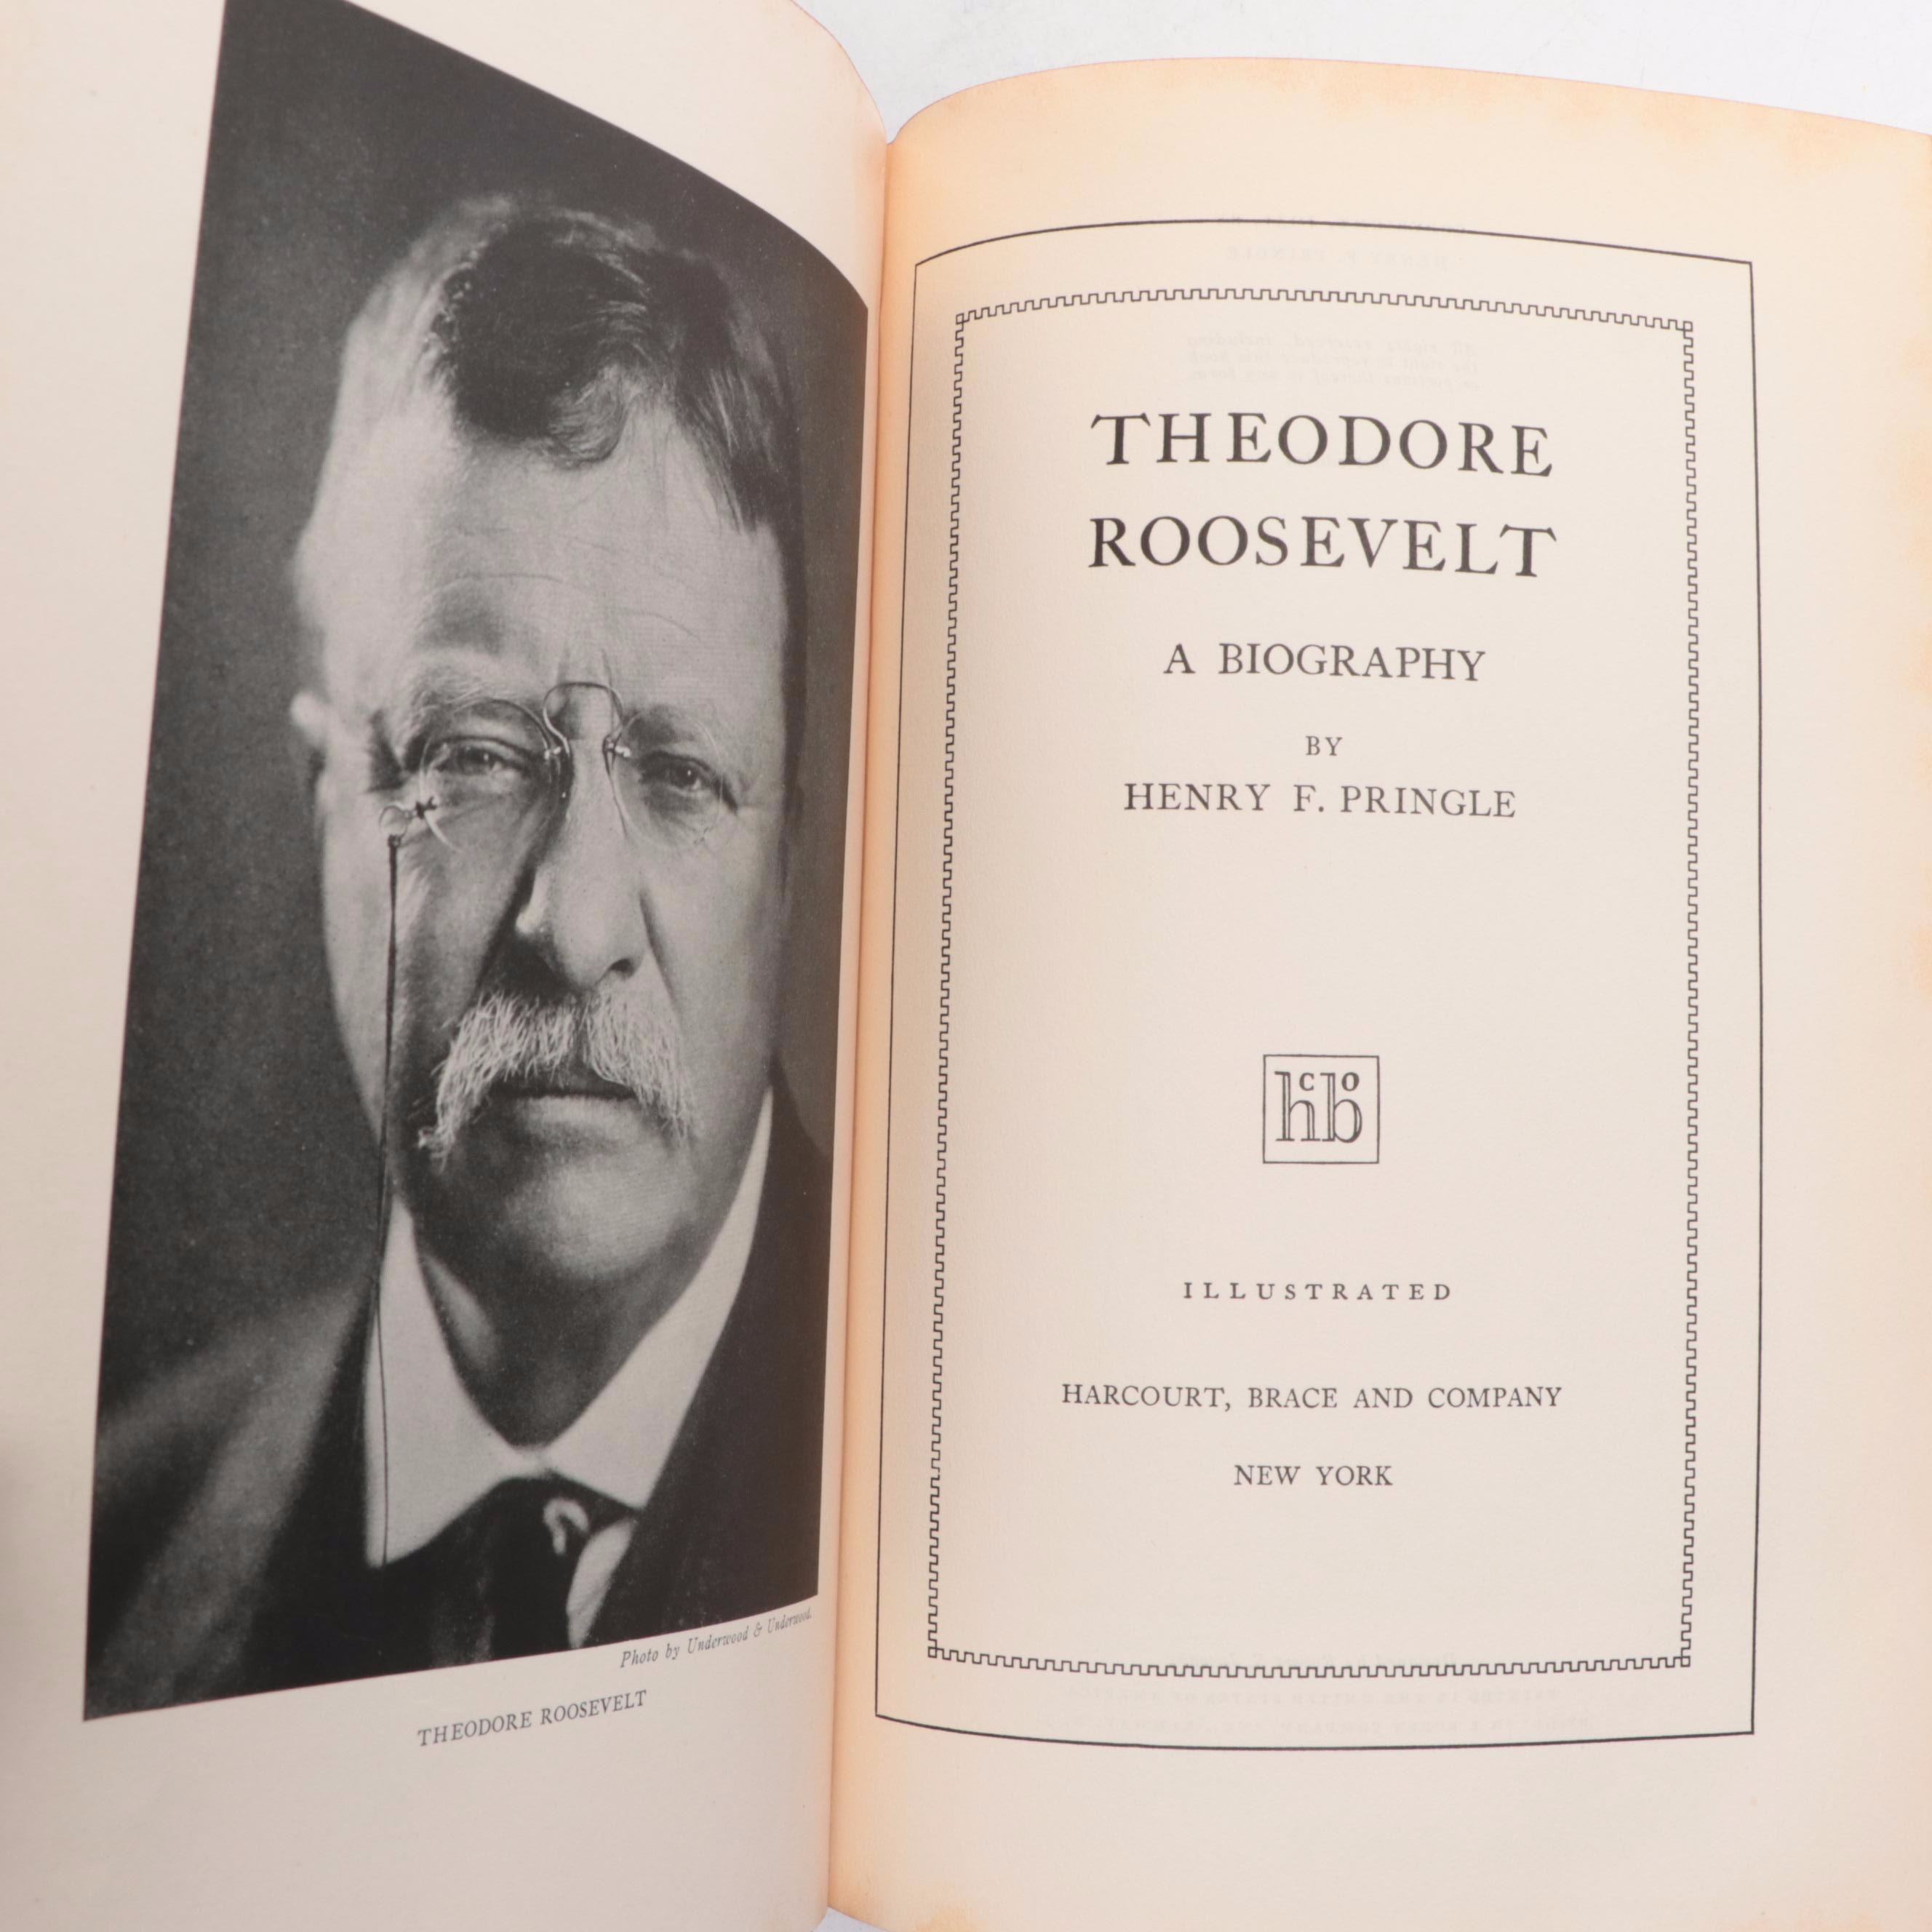 Photo by Underwood & Underwood.
THEODORE ROOSEVELT
THEODORE
ROOSEVELT
A BIOGRAPHY
BY
HENRY F. PRINGLE
hcbo
ILLUSTRATED
HARCOURT, BRACE AND COMPANY
NEW YORK